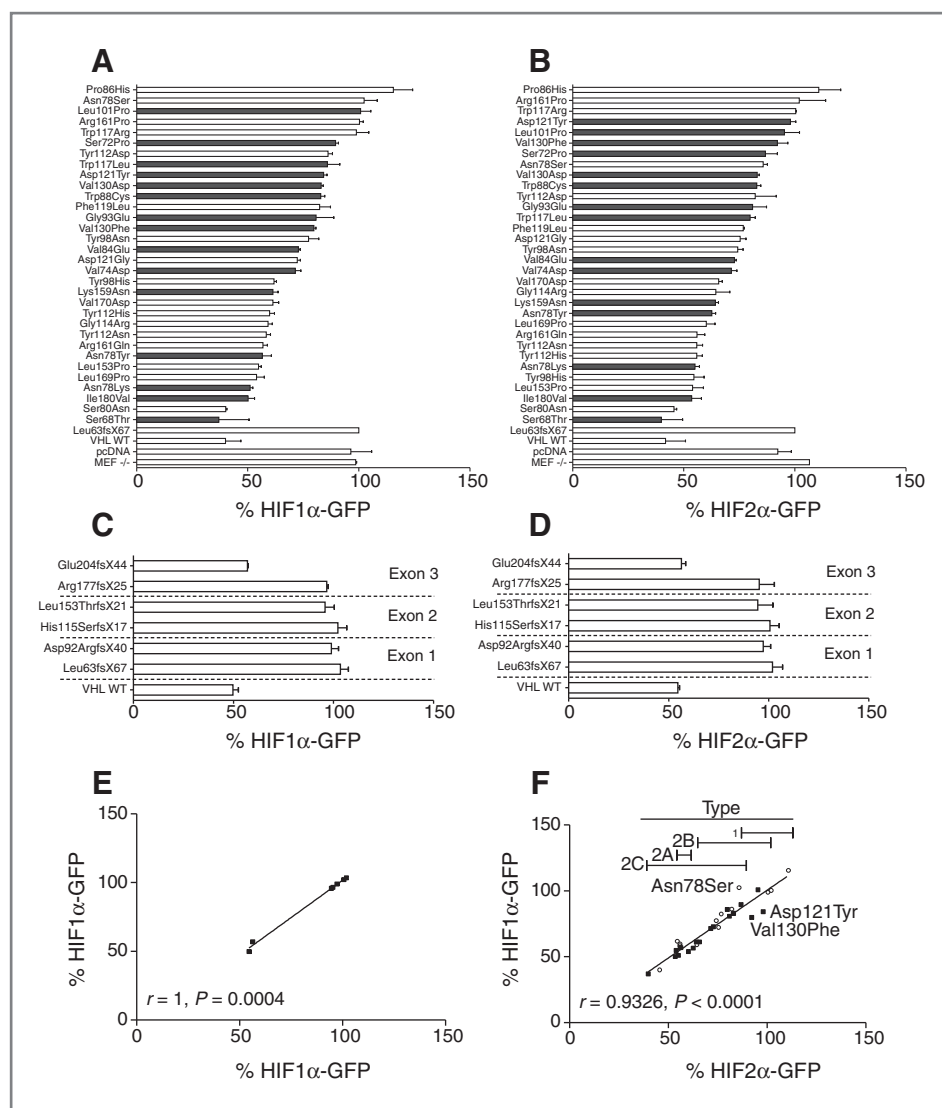 A
Pro86His
Asn78Ser
Leu101Pro
Arg161Pro
Trp117Arg
Ser72Pro
Tyr112Asp
Trp117Leu
Asp121Tyr
Val130Asp
Trp88Cys
Phe119Leu
Gly93Glu
Val130Phe
Tyr98Asn
Val84Glu
Asp121Gly
Val74Asp
Tyr98His
Lys159Asn
Val170Asp
Tyr112His
Gly114Arg
Tyr112Asn
Arg161Gln
Asn78Tyr
Leu153Pro
Leu169Pro
Asn78Lys
Ile180Val
Ser80Asn
Ser68Thr
Leu63fsX67
VHL WT
pcDNA
MEF -/-
0 50 100 150
% HIF1α-GFP
B
Pro86His
Arg161Pro
Trp117Arg
Asp121Tyr
Leu101Pro
Val130Phe
Ser72Pro
Asn78Ser
Val130Asp
Trp88Cys
Tyr112Asp
Gly93Glu
Trp117Leu
Phe119Leu
Asp121Gly
Tyr98Asn
Val84Glu
Val74Asp
Val170Asp
Gly114Arg
Lys159Asn
Asn78Tyr
Leu169Pro
Arg161Gln
Tyr112Asn
Tyr112His
Asn78Lys
Tyr98His
Leu153Pro
Ile180Val
Ser80Asn
Ser68Thr
Leu63fsX67
VHL WT
pcDNA
MEF -/-
0 50 100 150
% HIF2α-GFP
C
Glu204fsX44
Exon 3
Arg177fsX25
Leu153ThrfsX21
Exon 2
His115SerfsX17
Asp92ArgfsX40
Exon 1
Leu63fsX67
VHL WT
0 50 100 150
% HIF1α-GFP
D
Glu204fsX44
Exon 3
Arg177fsX25
Leu153ThrfsX21
Exon 2
His115SerfsX17
Asp92ArgfsX40
Exon 1
Leu63fsX67
VHL WT
0 50 100 150
% HIF2α-GFP
E
% HIF1α-GFP
150
100
50
0
r = 1, P = 0.0004
0 50 100 150
% HIF1α-GFP
F
Type
% HIF1α-GFP
150
100
50
0
1
2B
2A
2C
Asn78Ser
Asp121Tyr
Val130Phe
r = 0.9326, P < 0.0001
0 50 100 150
% HIF2α-GFP